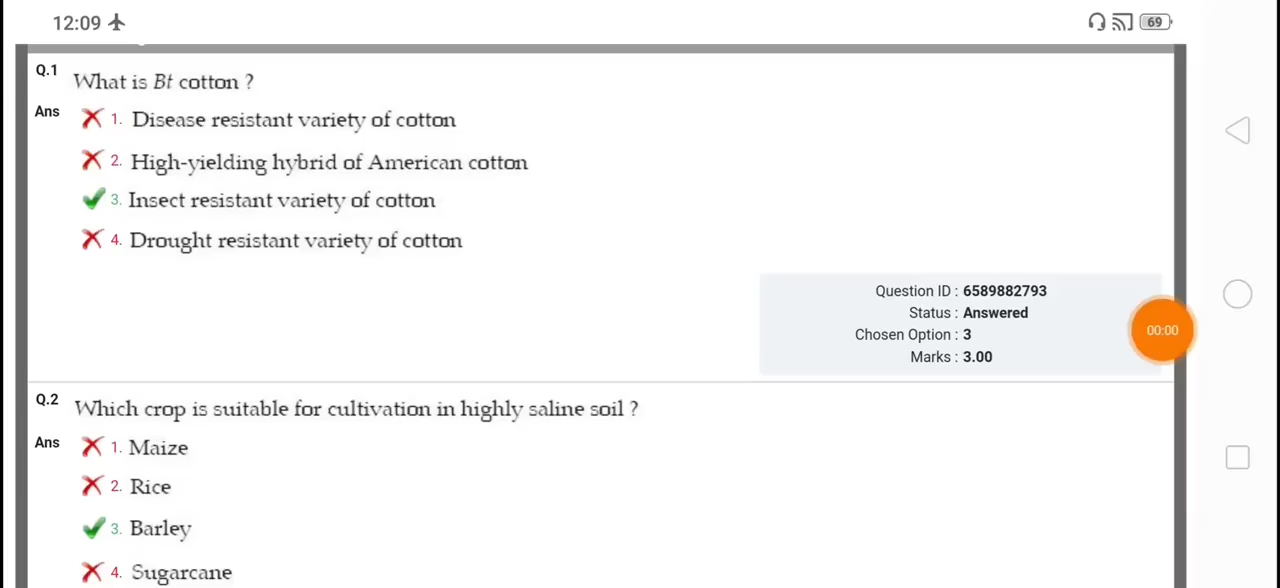 12:09
69
Q.1 What is Bt cotton ?
Ans 1. Disease resistant variety of cotton
2. High-yielding hybrid of American cotton
3. Insect resistant variety of cotton
4. Drought resistant variety of cotton
Question ID : 6589882793
Status : Answered
Chosen Option : 3
Marks : 3.00
00:00
Q.2 Which crop is suitable for cultivation in highly saline soil ?
Ans 1. Maize
2. Rice
3. Barley
4. Sugarcane